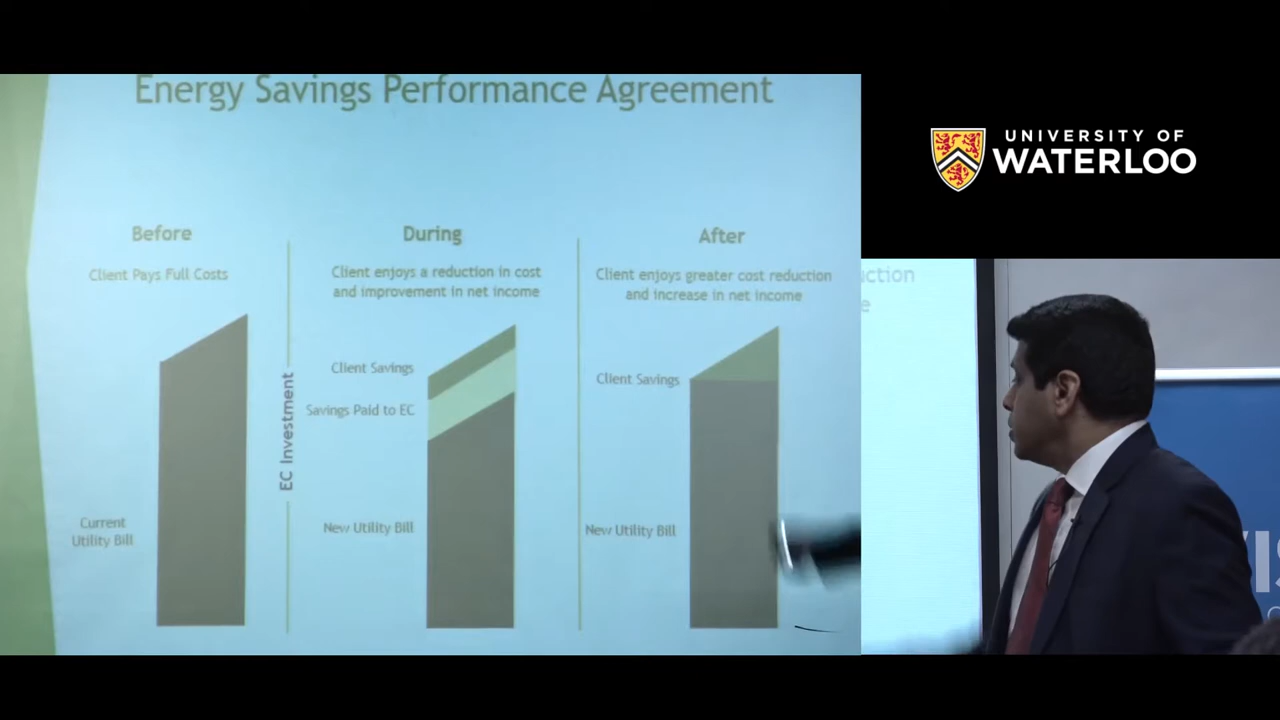 Energy Savings Performance Agreement
UNIVERSITY OF
WATERLOO
Before
Client Pays Full Costs
Current
Utility Bill
EC Investment
During
Client enjoys a reduction in cost
and improvement in net income
Client Savings
Savings Paid to EC
New Utility Bill
After
Client enjoys greater cost reduction
and increase in net income
Client Savings
New Utility Bill